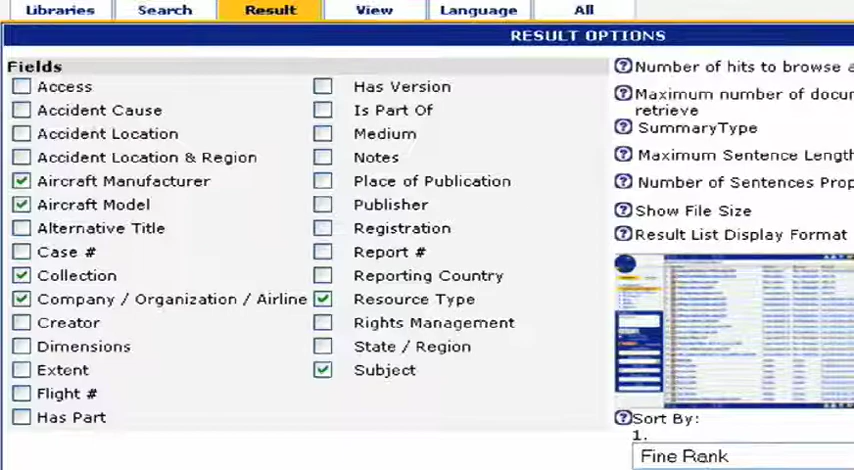 Libraries Search Result View Language All
RESULT OPTIONS
Fields
Access
Accident Cause
Accident Location
Accident Location & Region
Aircraft Manufacturer
Aircraft Model
Alternative Title
Case #
Collection
Company / Organization / Airline
Creator
Dimensions
Extent
Flight #
Has Part
Has Version
Is Part Of
Medium
Notes
Place of Publication
Publisher
Registration
Report #
Reporting Country
Resource Type
Rights Management
State / Region
Subject
Number of hits to browse
Maximum number of
retrieve
SummaryType
Maximum Sentence
Number of Sentences
Show File Size
Result List Display Format
Sort By:
1.
Fine Rank